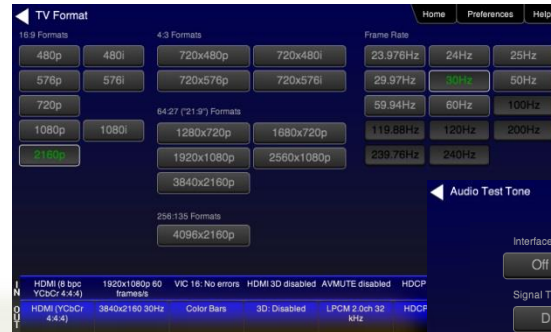 TV Format
Home Preferences Help
16:9 Formats 4:3 Formats Frame Rate
480p 480i 720x480p 720x480i 23.976Hz 24Hz 25Hz
576p 576i 720x576p 720x576i 29.97Hz 30Hz 50Hz
720p 64:27 ("21:9") Formats 59.94Hz 60Hz 100Hz
1080p 1080i 1280x720p 1680x720p 119.88Hz 120Hz 200Hz
2160p 1920x1080p 2560x1080p 239.76Hz 240Hz
3840x2160p
Audio Test Tone
256:135 Formats
4096x2160p
Interface
Off
Signal T
D
IN HDMI (8 bpc YCbCr 4:4:4) 1920x1080p 60 frames/s VIC 16: No errors HDMI 3D disabled AVMUTE disabled HDCP
OUT HDMI (YCbCr 4:4:4) 3840x2160 30Hz Color Bars 3D: Disabled LPCM 2.0ch 32 kHz HDCP